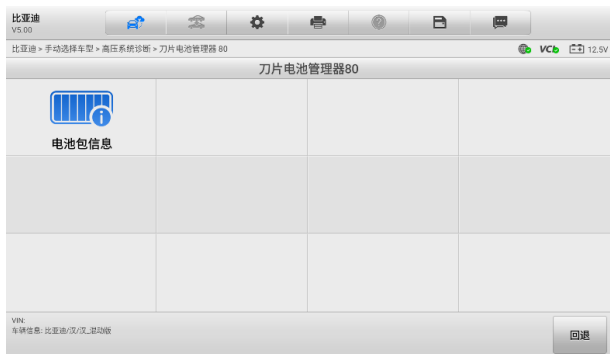 比亚迪
V5.00
比亚迪 > 手动选择车型 > 高压系统诊断 > 刀片电池管理器 80
VCI
12.5V
刀片电池管理器80
电池包信息
VIN:
车辆信息: 比亚迪/汉/汉_混动版
回退